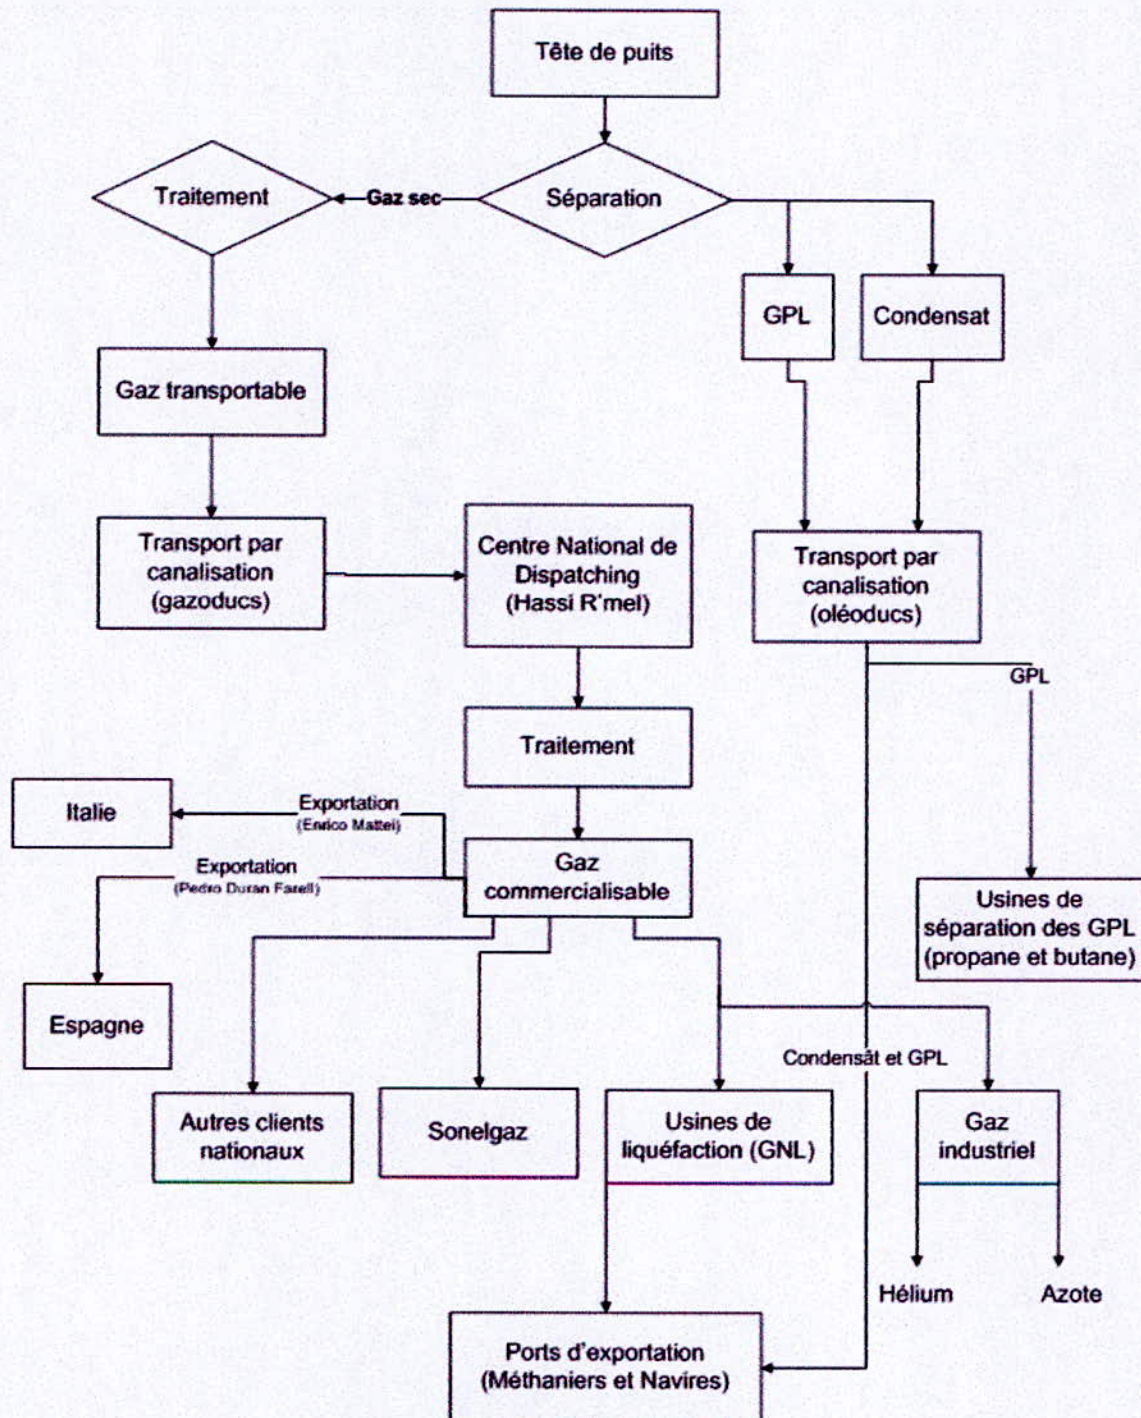 Tête de puits
Traitement
Gaz sec
Séparation
GPL
Condensat
Gaz transportable
Transport par
canalisation
(gazoducs)
Centre National de
Dispatching
(Hassi R'mel)
Transport par
canalisation
(oléoducs)
GPL
Traitement
Italie
Exportation
(Enrico Mattei)
Exportation
(Pedro Duran Farell)
Gaz
commercialisable
Usines de
séparation des GPL
(propane et butane)
Espagne
Condensat et GPL
Autres clients
nationaux
Sonelgaz
Usines de
liquéfaction (GNL)
Gaz
industriel
Hélium
Azote
Ports d'exportation
(Méthaniers et Navires)